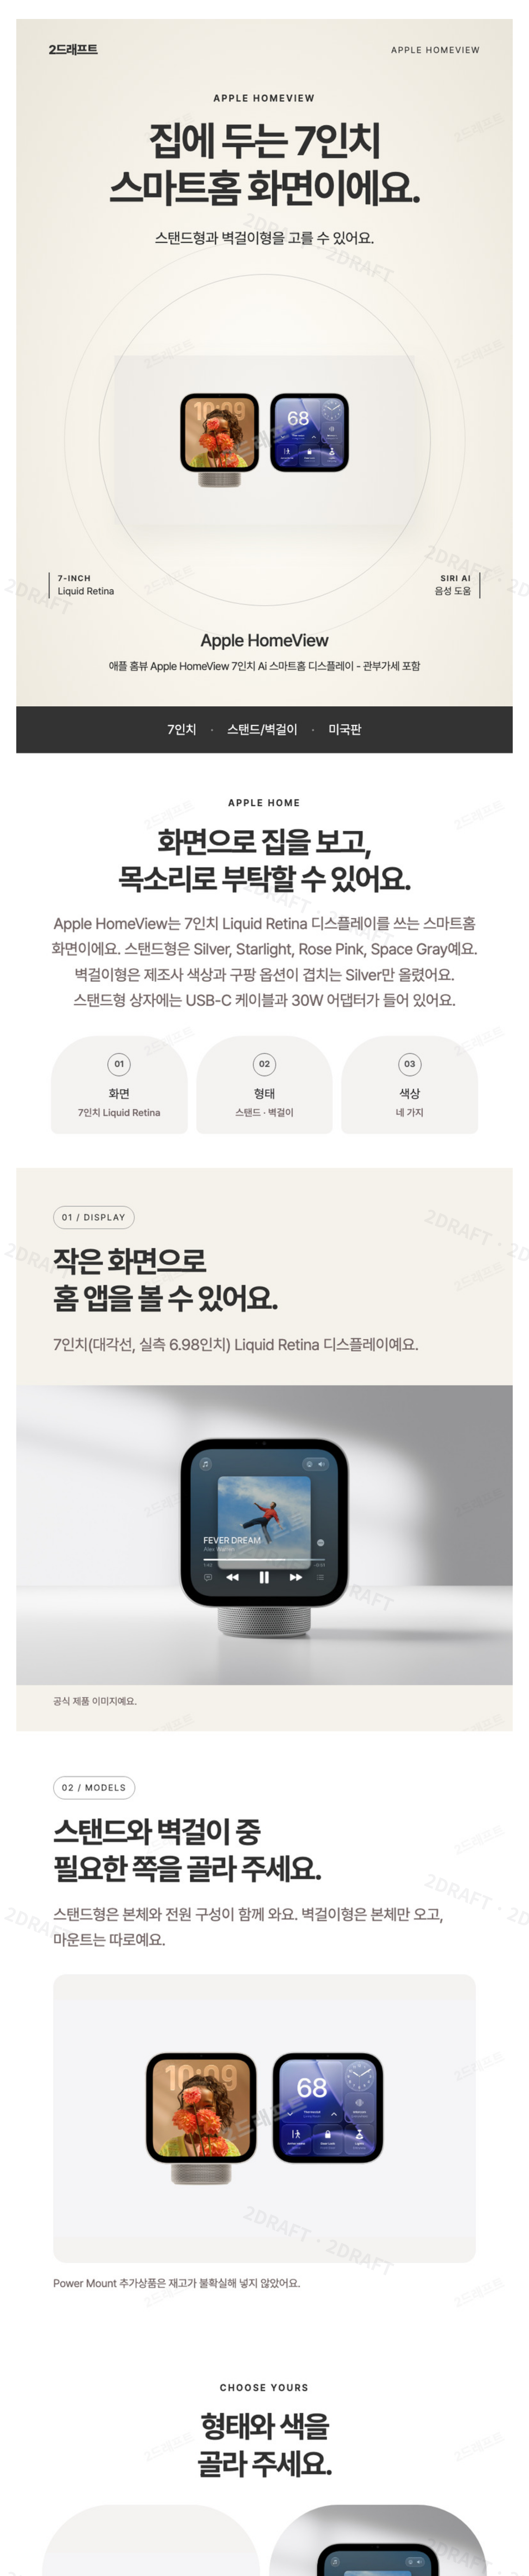 2드래프트
APPLE HOMEVIEW
APPLE HOMEVIEW
집에 두는 7인치
스마트홈 화면이에요.
스탠드형과 벽걸이형을 고를 수 있어요.
2DRAFT · 2DRAFT
10:09
68
7-INCH
Liquid Retina
SIRI AI
음성 도움
Apple HomeView
애플 홈뷰 Apple HomeView 7인치 Ai 스마트홈 디스플레이 - 관부가세 포함
7인치 · 스탠드/벽걸이 · 미국판
APPLE HOME
화면으로 집을 보고,
목소리로 부탁할 수 있어요.
Apple HomeView는 7인치 Liquid Retina 디스플레이를 쓰는 스마트홈
화면이에요. 스탠드형은 Silver, Starlight, Rose Pink, Space Gray예요.
벽걸이형은 제조사 색상과 쿠팡 옵션이 겹치는 Silver만 올렸어요.
스탠드형 상자에는 USB-C 케이블과 30W 어댑터가 들어 있어요.
01
화면
7인치 Liquid Retina
02
형태
스탠드 · 벽걸이
03
색상
네 가지
01 / DISPLAY
작은 화면으로
홈 앱을 볼 수 있어요.
7인치(대각선, 실측 6.98인치) Liquid Retina 디스플레이예요.
FEVER DREAM
Alex Warren
공식 제품 이미지예요.
02 / MODELS
스탠드와 벽걸이 중
필요한 쪽을 골라 주세요.
스탠드형은 본체와 전원 구성이 함께 와요. 벽걸이형은 본체만 오고,
마운트는 따로예요.
10:09
68
2DRAFT · 2DRAFT
Power Mount 추가상품은 재고가 불확실해 넣지 않았어요.
CHOOSE YOURS
형태와 색을
골라 주세요.